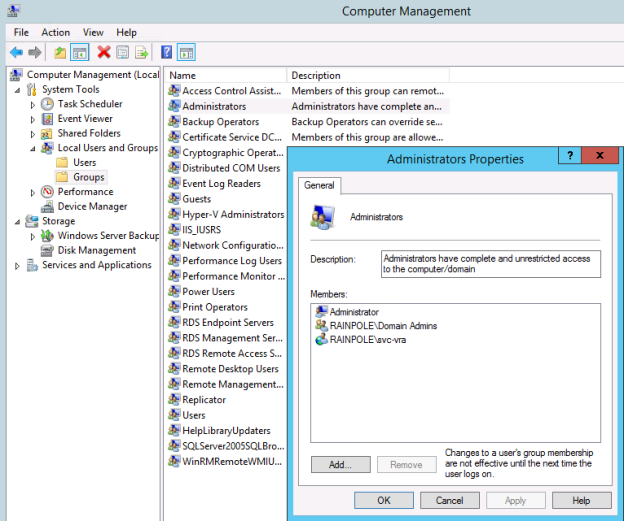 Computer Management
File Action View Help
Computer Management (Local
System Tools
Task Scheduler
Event Viewer
Shared Folders
Local Users and Groups
Users
Groups
Performance
Device Manager
Storage
Windows Server Backup
Disk Management
Services and Applications
Name Description
Access Control Assist... Members of this group can remot...
Administrators Administrators have complete an...
Backup Operators Backup Operators can override se...
Certificate Service DC... Members of this group are allowe...
Cryptographic Operat...
Distributed COM Users
Event Log Readers
Guests
Hyper-V Administrators
IIS_IUSRS
Network Configuratio...
Performance Log Users
Performance Monitor ...
Power Users
Print Operators
RDS Endpoint Servers
RDS Management Ser...
RDS Remote Access S...
Remote Desktop Users
Remote Management...
Replicator
Users
HelpLibraryUpdaters
SQLServer2005SQLBro...
WinRMRemoteWMIU...
Administrators Properties
? x
General
Administrators
Description:
Administrators have complete and unrestricted access
to the computer/domain
Members:
Administrator
RAINPOLE\Domain Admins
RAINPOLE\svc-vra
Add... Remove
Changes to a user's group membership
are not effective until the next time the
user logs on.
OK Cancel Apply Help